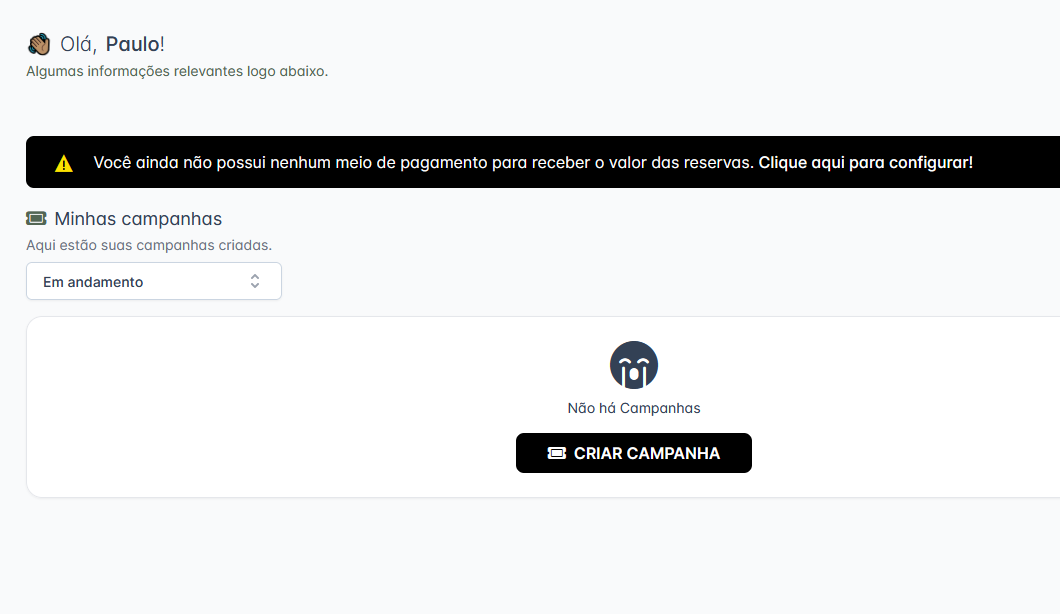 Olá, Paulo!
Algumas informações relevantes logo abaixo.
Você ainda não possui nenhum meio de pagamento para receber o valor das reservas. Clique aqui para configurar!
Minhas campanhas
Aqui estão suas campanhas criadas.
Em andamento
Não há Campanhas
CRIAR CAMPANHA